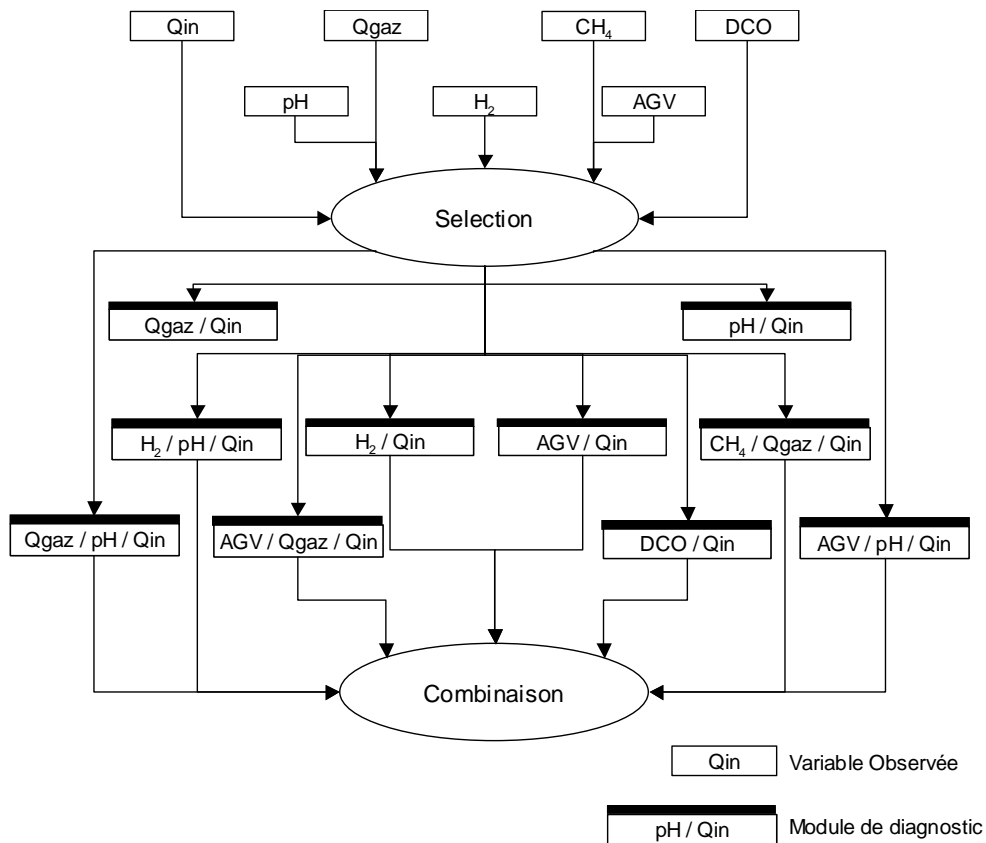 Qin
Qgaz
CH₄
DCO
pH
H₂
AGV
Selection
Qgaz / Qin
pH / Qin
H₂ / pH / Qin
H₂ / Qin
AGV / Qin
CH₄ / Qgaz / Qin
Qgaz / pH / Qin
AGV / Qgaz / Qin
DCO / Qin
AGV / pH / Qin
Combinaison
Qin
Variable Observée
pH / Qin
Module de diagnostic